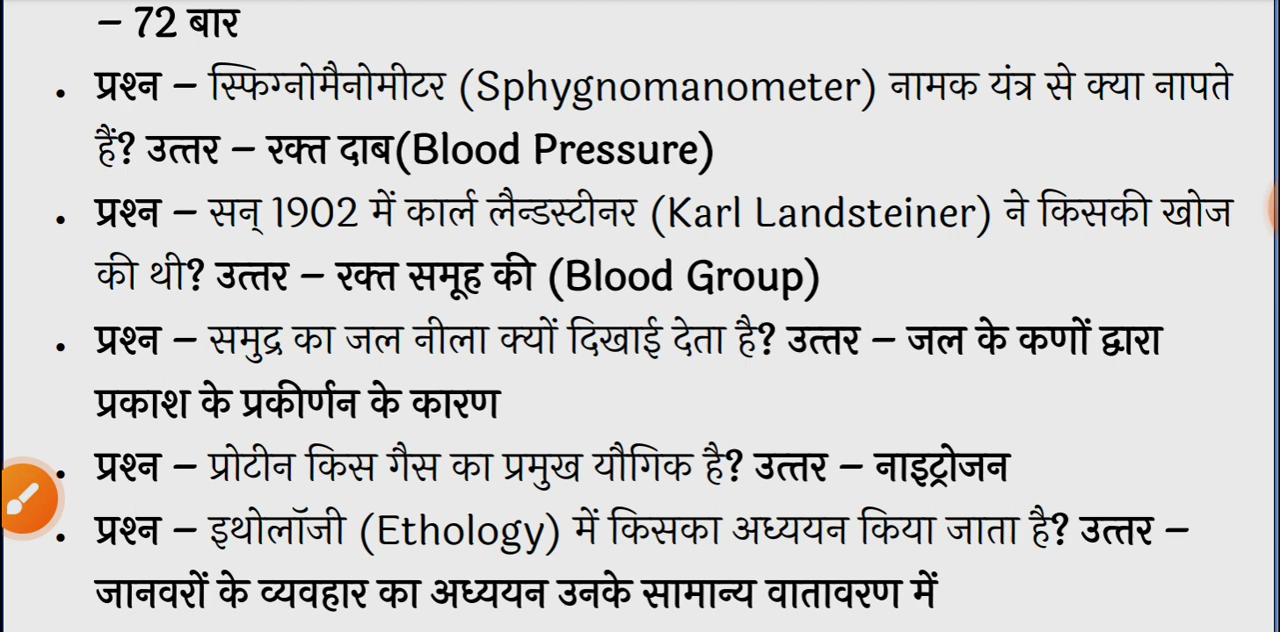 – 72 बार
• प्रश्न – स्फिग्नोमैनोमीटर (Sphygnomanometer) नामक यंत्र से क्या नापते
हैं? उत्तर – रक्त दाब(Blood Pressure)
• प्रश्न – सन् 1902 में कार्ल लैन्डस्टीनर (Karl Landsteiner) ने किसकी खोज
की थी? उत्तर – रक्त समूह की (Blood Group)
• प्रश्न – समुद्र का जल नीला क्यों दिखाई देता है? उत्तर – जल के कणों द्वारा
प्रकाश के प्रकीर्णन के कारण
• प्रश्न – प्रोटीन किस गैस का प्रमुख यौगिक है? उत्तर – नाइट्रोजन
• प्रश्न – इथोलॉजी (Ethology) में किसका अध्ययन किया जाता है? उत्तर –
जानवरों के व्यवहार का अध्ययन उनके सामान्य वातावरण में